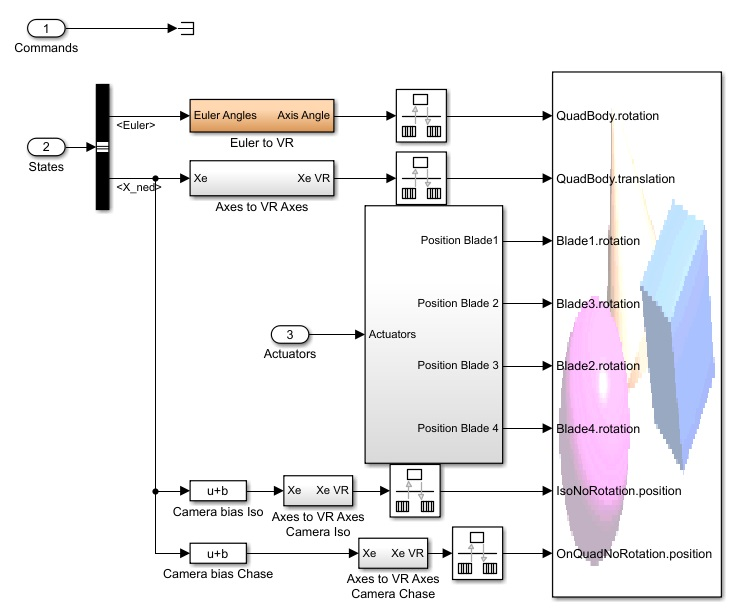 1
Commands
<Euler>
Euler Angles Axis Angle
Euler to VR
QuadBody.rotation
2
States
<X_ned>
Xe Xe VR
Axes to VR Axes
QuadBody.translation
Position Blade1
Blade1.rotation
Position Blade 2
Blade3.rotation
3
Actuators
Actuators
Position Blade 3
Blade2.rotation
Position Blade 4
Blade4.rotation
u+b
Camera bias Iso
Xe Xe VR
Axes to VR Axes
Camera Iso
IsoNoRotation.position
u+b
Camera bias Chase
Xe Xe VR
Axes to VR Axes
Camera Chase
OnQuadNoRotation.position